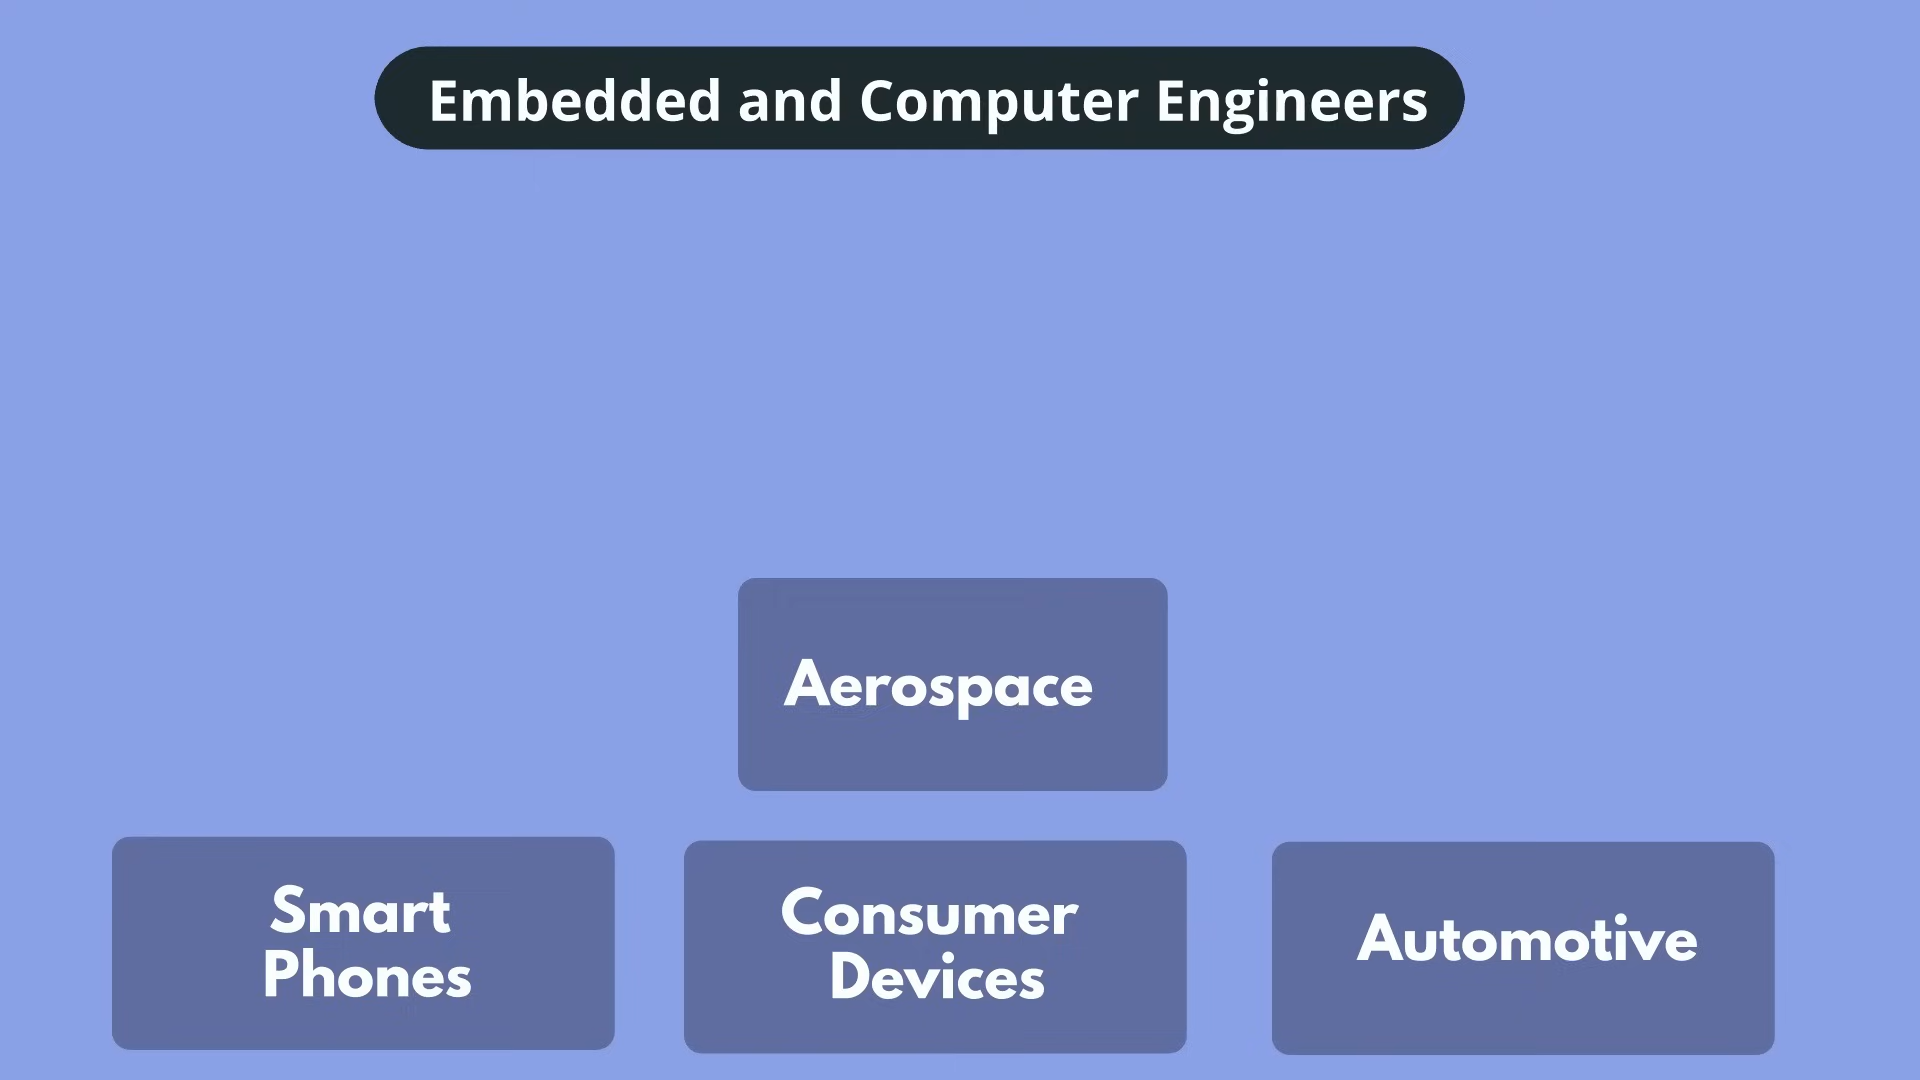 Embedded and Computer Engineers
Aerospace
Smart
Phones
Consumer
Devices
Automotive